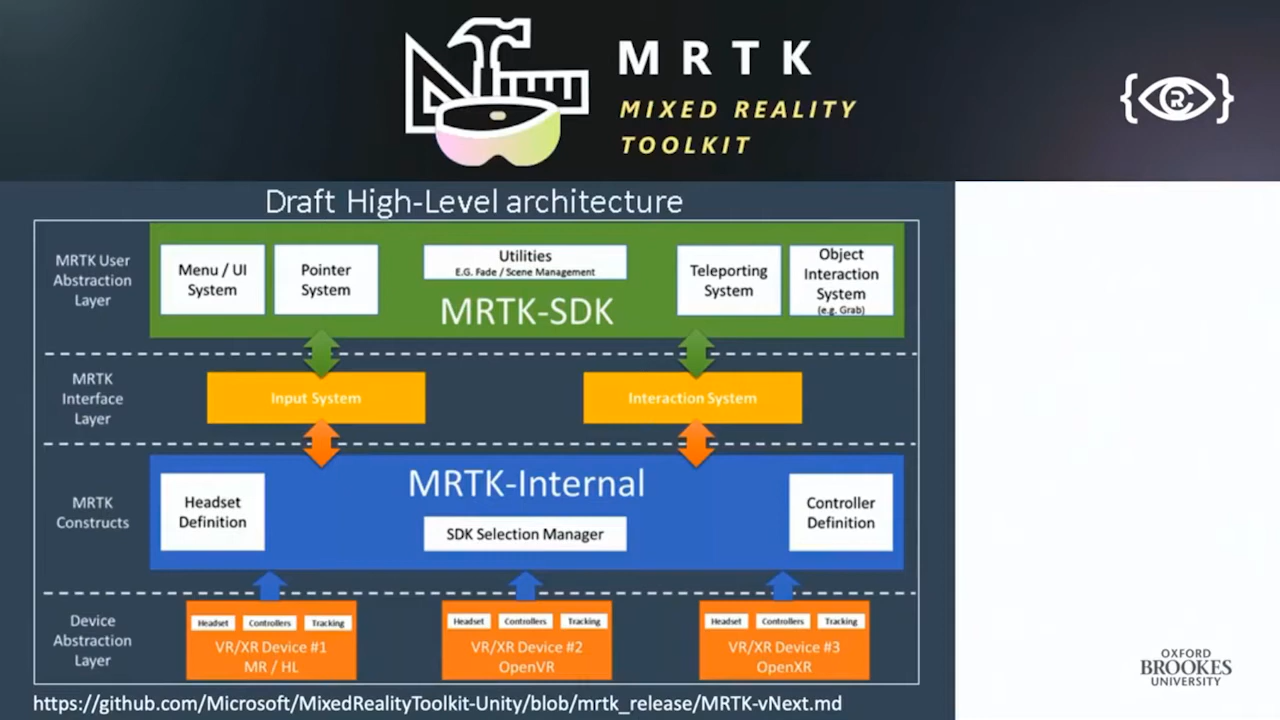 MRTK
MIXED REALITY
TOOLKIT
Draft High-Level architecture
MRTK User
Abstraction
Layer
Menu / UI
System
Pointer
System
Utilities
E.G. Fade / Scene Management
MRTK-SDK
Teleporting
System
Object
Interaction
System
(e.g. Grab)
MRTK
Interface
Layer
Input System
Interaction System
MRTK
Constructs
MRTK-Internal
Headset
Definition
SDK Selection Manager
Controller
Definition
Device
Abstraction
Layer
Headset Controllers Tracking
VR/XR Device #1
MR / HL
Headset Controllers Tracking
VR/XR Device #2
OpenVR
Headset Controllers Tracking
VR/XR Device #3
OpenXR
https://github.com/Microsoft/MixedRealityToolkit-Unity/blob/mrtk_release/MRTK-vNext.md
OXFORD
BROOKES
UNIVERSITY